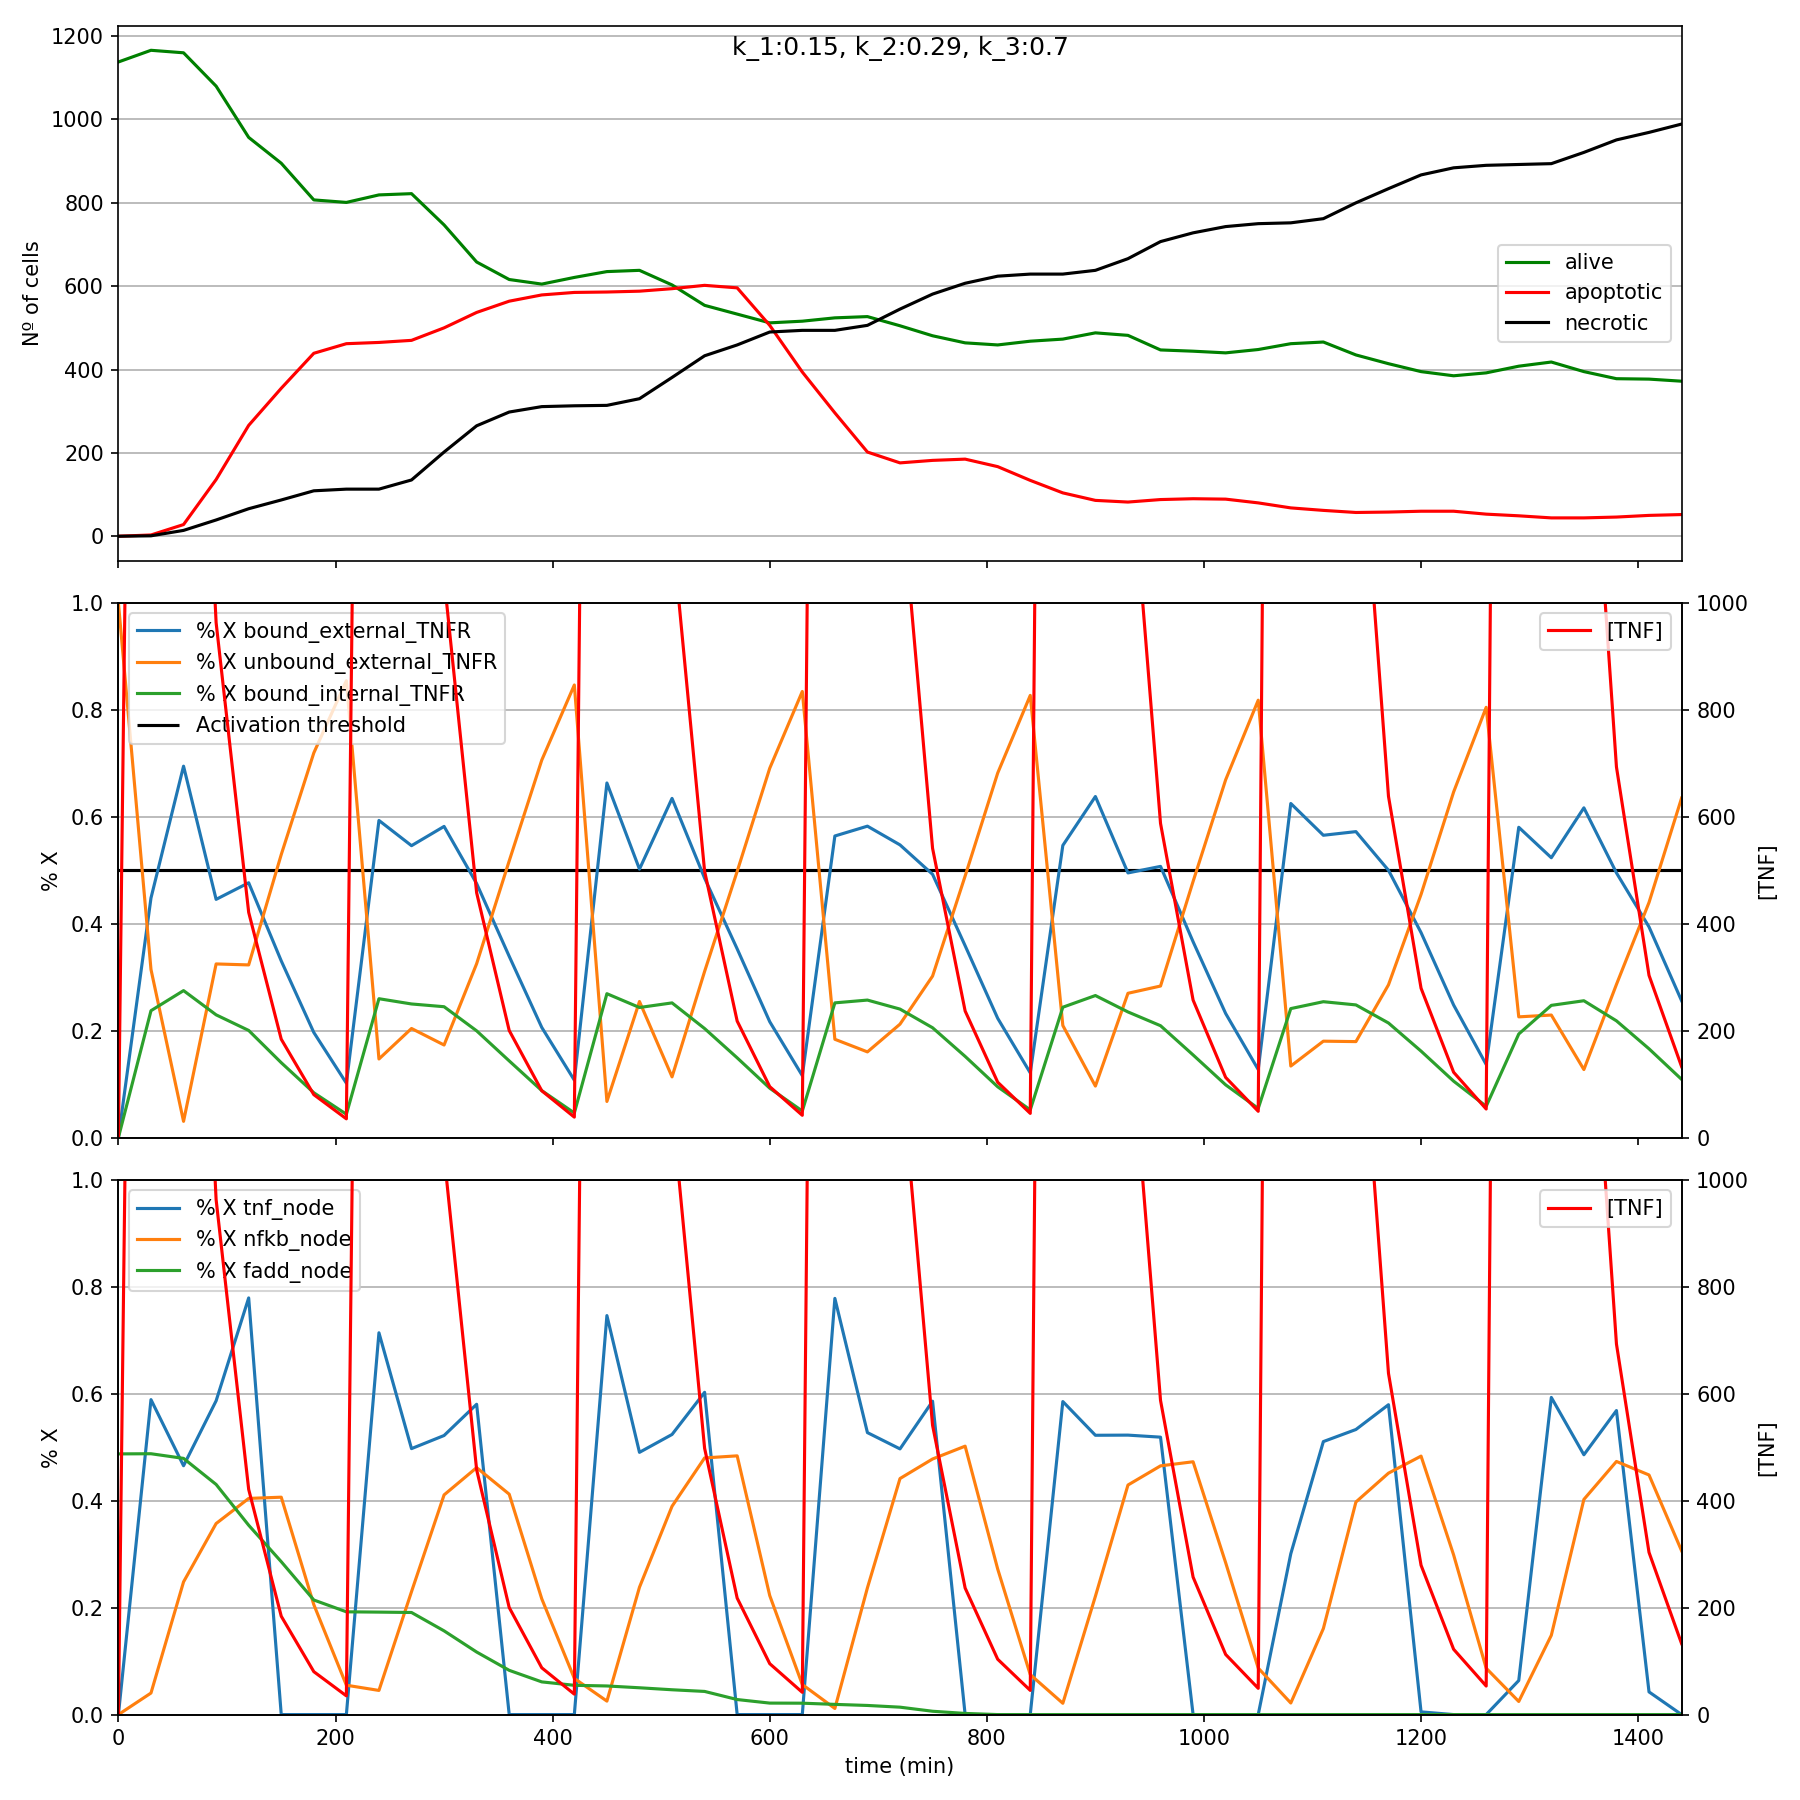 k_1:0.15, k_2:0.29, k_3:0.7
1200
1000
800
600
400
200
0
Nº of cells
alive
apoptotic
necrotic
1.0
0.8
0.6
0.4
0.2
0.0
% X
% X bound_external_TNFR
% X unbound_external_TNFR
% X bound_internal_TNFR
Activation threshold
[TNF]
1000
800
600
400
200
0
[TNF]
1.0
0.8
0.6
0.4
0.2
0.0
% X
% X tnf_node
% X nfkb_node
% X fadd_node
[TNF]
1000
800
600
400
200
0
[TNF]
0 200 400 600 800 1000 1200 1400
time (min)